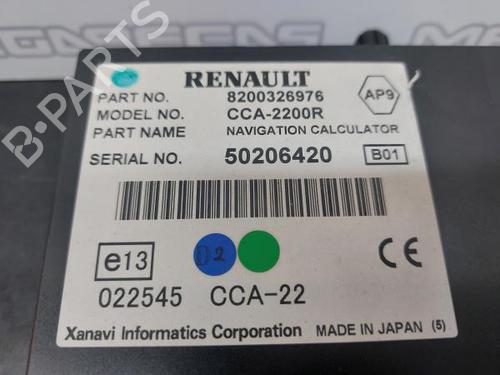 RENAULT
PART NO. 8200326976
AP9
MODEL NO. CCA-2200R
PART NAME NAVIGATION CALCULATOR
SERIAL NO. 50206420 B01
e13
D2
022545 CCA-22
CE
Xanavi Informatics Corporation MADE IN JAPAN (5)
B-Parts